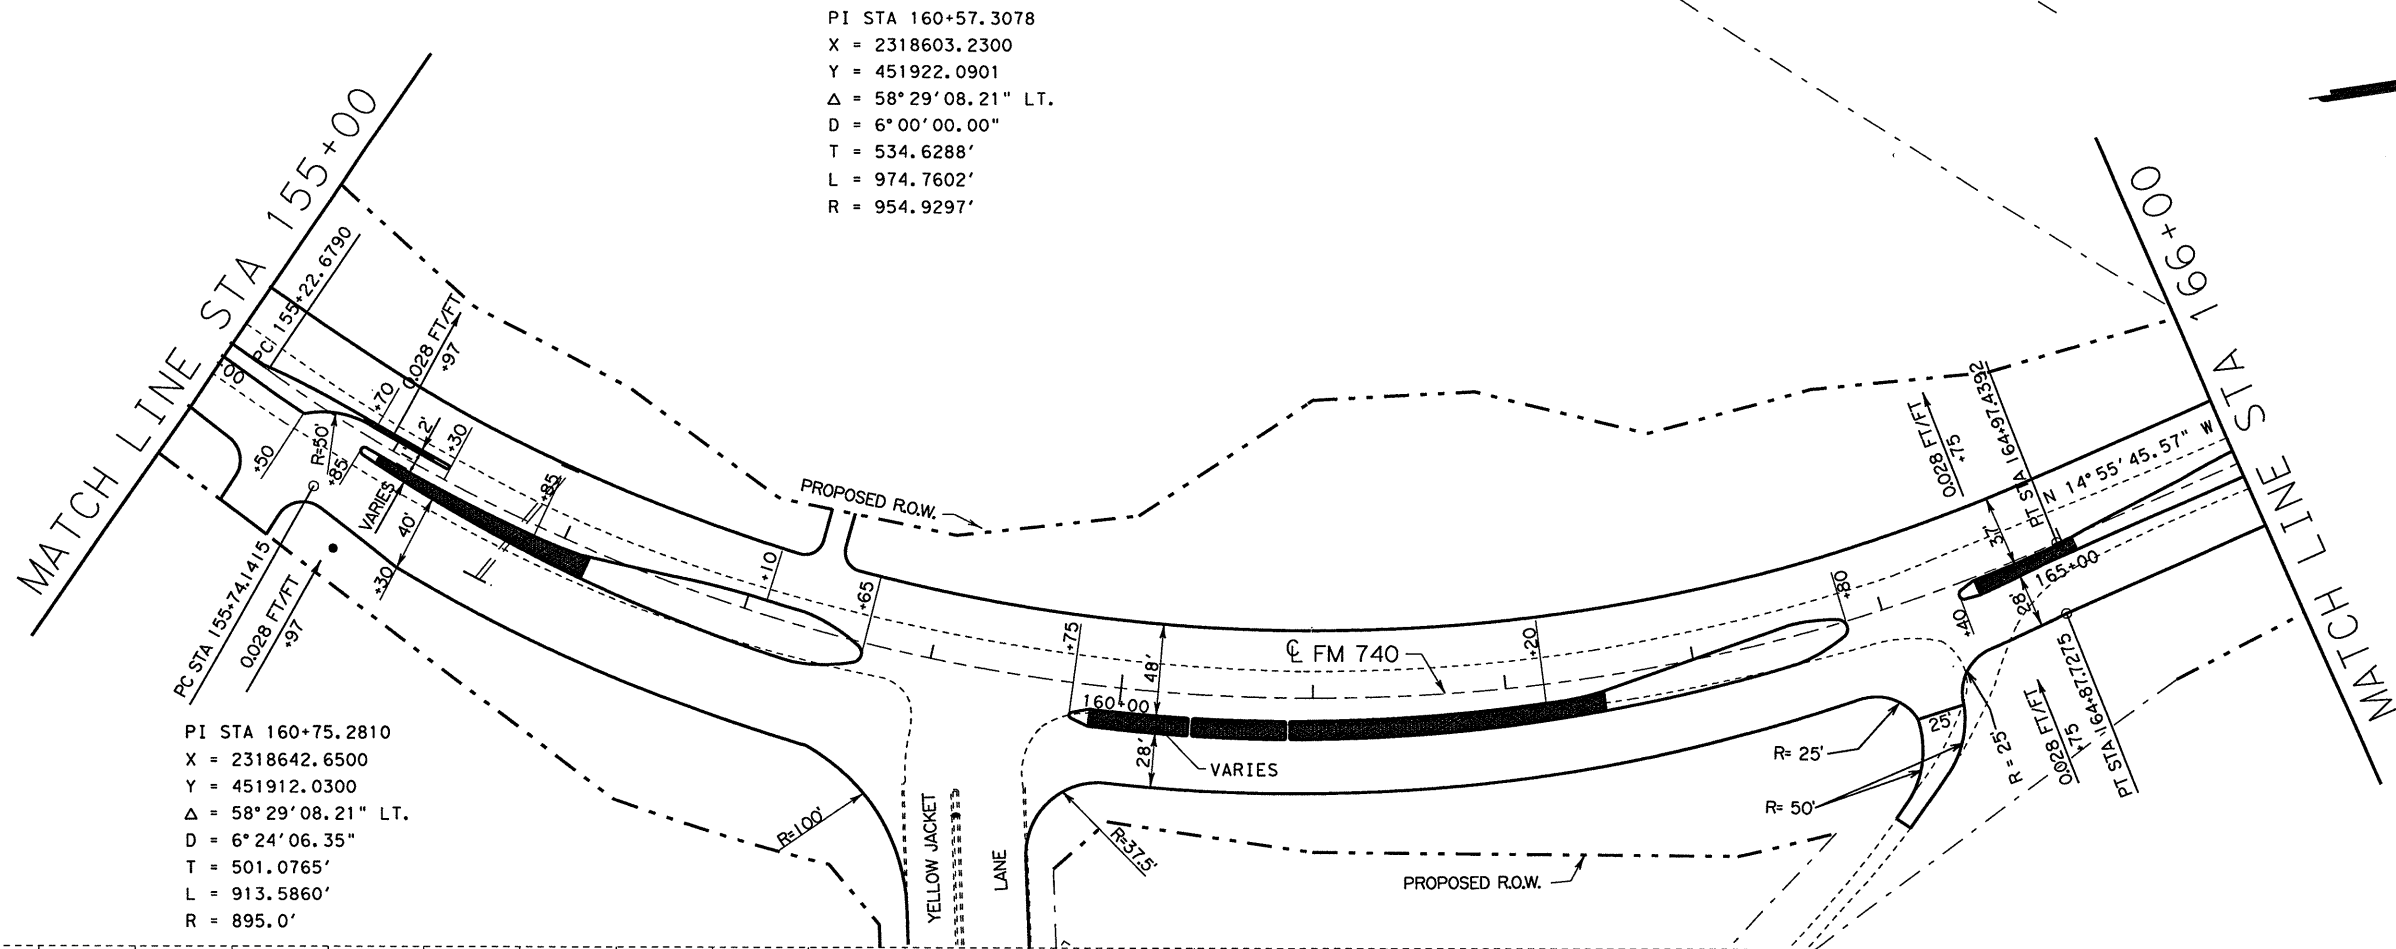 PI STA 160+57.3078
X = 2318603.2300
Y = 451922.0901
Δ = 58°29'08.21" LT.
D = 6°00'00.00"
T = 534.6288'
L = 974.7602'
R = 954.9297'
MATCH LINE STA 155+00
PC 155+22.6790
0.028 FT/FT
+97
+70
2'
+30
+00
+50
R=50'
+85
VARIES
40'
+85
+30
PC STA 155+74.1415
0.028 FT/FT
+97
PROPOSED R.O.W.
+10
+65
+75
48'
160+00
28'
VARIES
℄ FM 740
+20
+80
0.028 FT/FT
+75
PT STA 164+97.4392
37'
N 14°55'45.57" W
165+00
28'
+40
MATCH LINE STA 166+00
25'
R=25'
R= 25'
R= 50'
0.028 FT/FT
+75
PT STA 164+87.7275
R=100'
YELLOW JACKET
LANE
R=37.5'
PROPOSED R.O.W.
PI STA 160+75.2810
X = 2318642.6500
Y = 451912.0300
Δ = 58°29'08.21" LT.
D = 6°24'06.35"
T = 501.0765'
L = 913.5860'
R = 895.0'